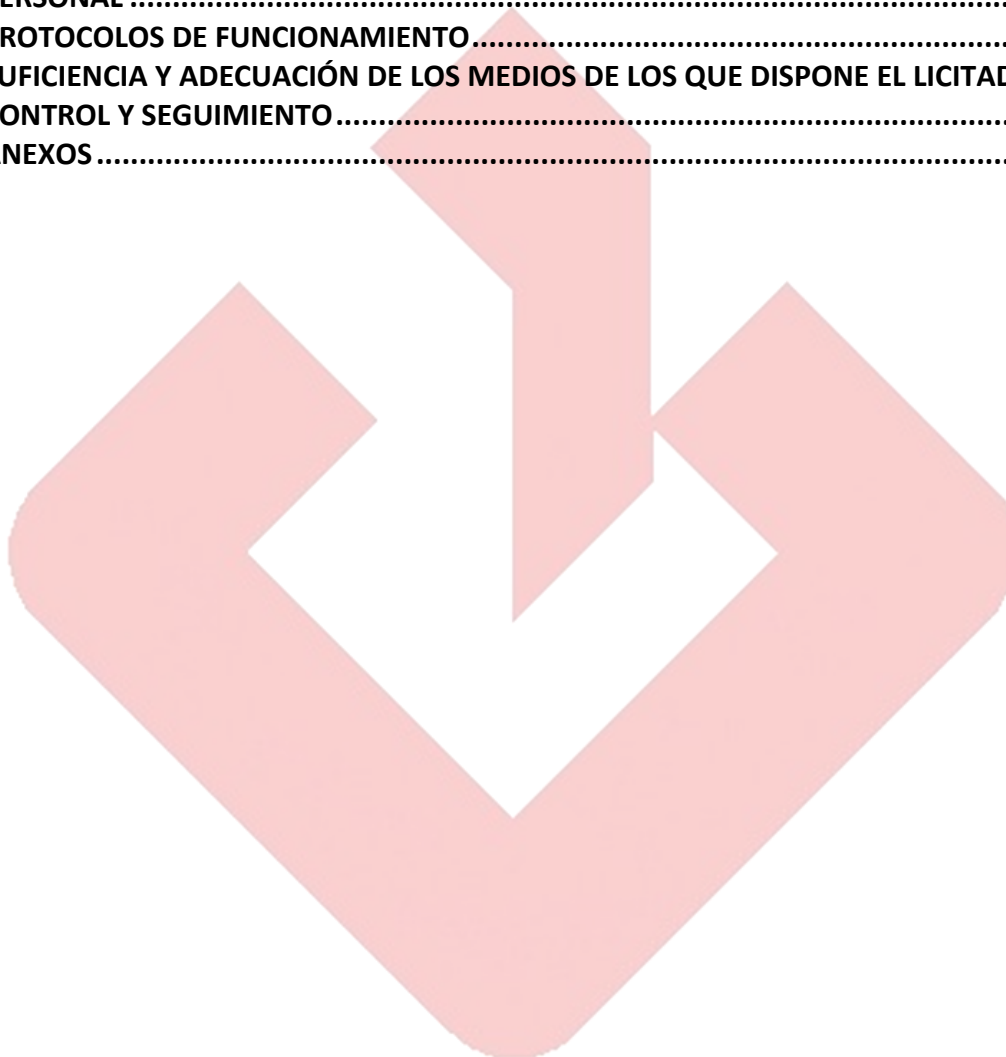 ERSONAL ................................................................................
ROTOCOLOS DE FUNCIONAMIENTO................................................
UFICIENCIA Y ADECUACIÓN DE LOS MEDIOS DE LOS QUE DISPONE EL LICITAD
ONTROL Y SEGUIMIENTO................................................................
NEXOS ...................................................................................